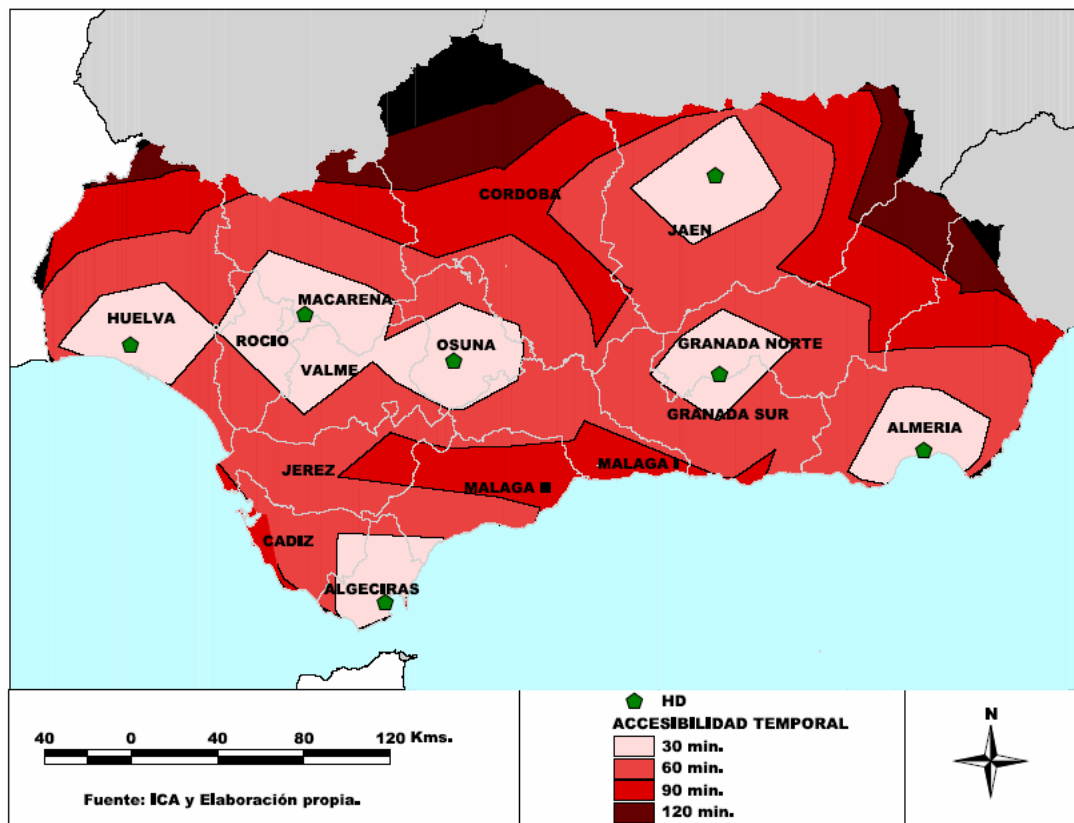 CORDOBA
JAEN
MACARENA
HUELVA
ROCIO
OSUNA
GRANADA NORTE
VALME
GRANADA SUR
ALMERIA
JEREZ
MALAGA I
MALAGA III
CADIZ
ALGECIRAS
HD
ACCESIBILIDAD TEMPORAL
40 0 40 80 120 Kms.
30 min.
60 min.
90 min.
120 min.
N
Fuente: ICA y Elaboración propia.